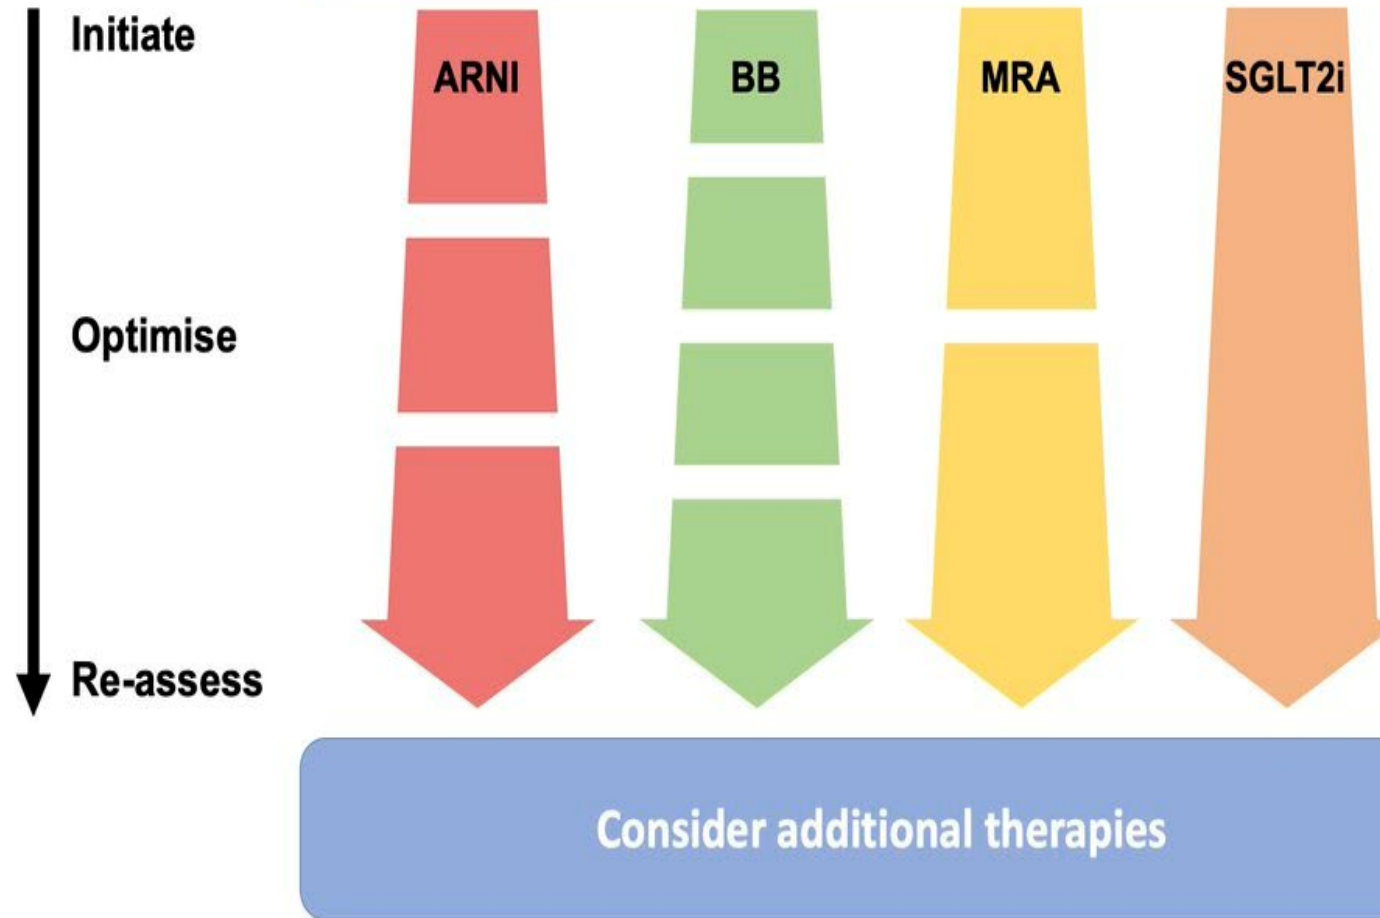 Initiate
ARNI
BB
MRA
SGLT2i
Optimise
Re-assess
Consider additional therapies